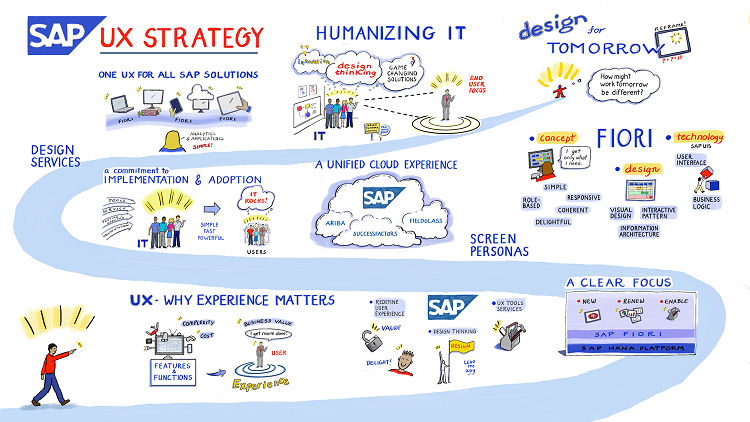 SAP UX STRATEGY
ONE UX FOR ALL SAP SOLUTIONS
FIORI
FIORI
FIORI
ANALYTICS
& APPLICATIONS
SIMPLE!
HUMANIZING IT
innovation
design
thinking
GAME
CHANGING
SOLUTIONS
END
USER
FOCUS
IT
design for
TOMORROW
REFRAME!
2+2=10
How might
work tomorrow
be different?
DESIGN
SERVICES
a commitment to
IMPLEMENTATION & ADOPTION
TOOLS
SERVICE
IT
SIMPLE
FAST
POWERFUL
IT
ROCKS!
USERS
A UNIFIED CLOUD EXPERIENCE
SAP
ARIBA
FIELDGLASS
SUCCESSFACTORS
FIORI
concept
I get
only what
I need.
SIMPLE
ROLE-
BASED
RESPONSIVE
COHERENT
DELIGHTFUL
design
VISUAL
DESIGN
INTERACTIVE
PATTERN
INFORMATION
ARCHITECTURE
technology
SAP UI5
USER
INTERFACE
BUSINESS
LOGIC
SCREEN
PERSONAS
UX - WHY EXPERIENCE MATTERS
COMPLEXITY
COST
FEATURES
&
FUNCTIONS
BUSINESS VALUE
I get more done!
USER
Experience
• REDEFINE
USER
EXPERIENCE
VALUE
DELIGHT!
SAP
• DESIGN THINKING
DESIGN
LEAD
THE
WAY
• UX TOOLS
SERVICES
A CLEAR FOCUS
• NEW
• RENEW
• ENABLE
SAP FIORI
SAP HANA PLATFORM